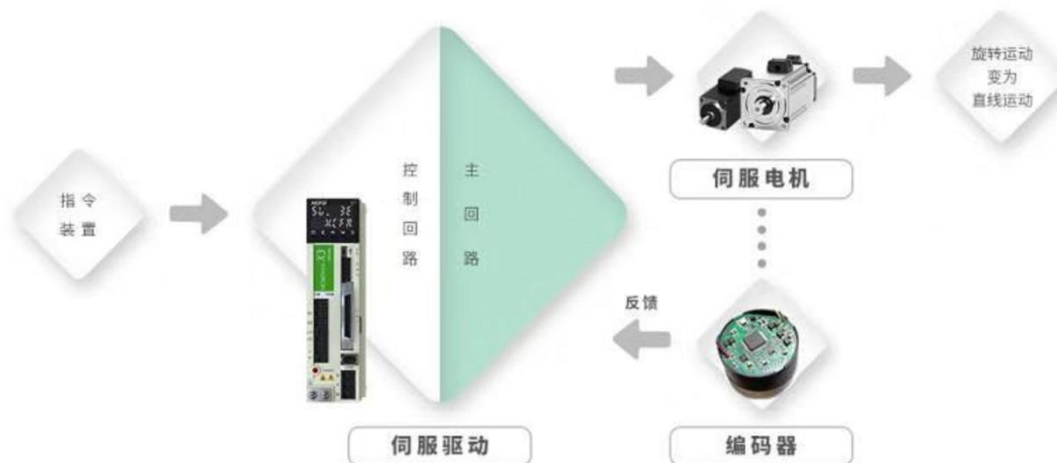 指令
装置
控制回路
主回路
伺服驱动
伺服电机
旋转运动
变为
直线运动
反馈
编码器